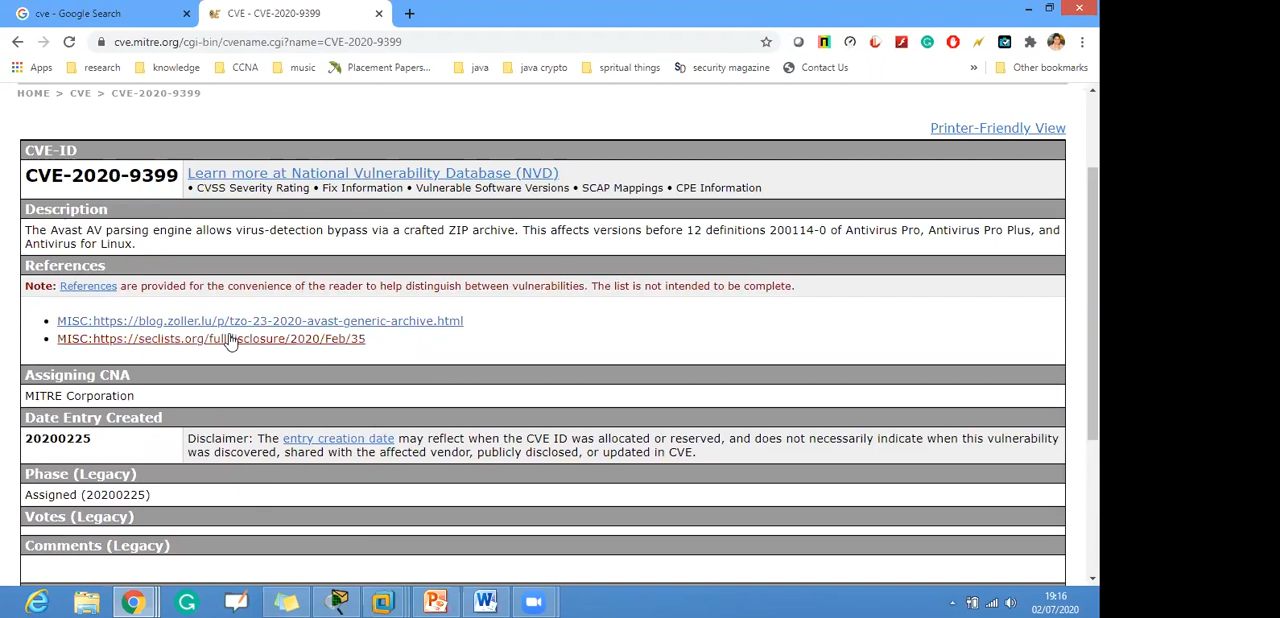 cve - Google Search
CVE - CVE-2020-9399
cve.mitre.org/cgi-bin/cvename.cgi?name=CVE-2020-9399
Apps research knowledge CCNA music Placement Papers... java java crypto spritual things security magazine Contact Us » Other bookmarks
HOME > CVE > CVE-2020-9399
Printer-Friendly View
CVE-ID
CVE-2020-9399 Learn more at National Vulnerability Database (NVD)
• CVSS Severity Rating • Fix Information • Vulnerable Software Versions • SCAP Mappings • CPE Information
Description
The Avast AV parsing engine allows virus-detection bypass via a crafted ZIP archive. This affects versions before 12 definitions 200114-0 of Antivirus Pro, Antivirus Pro Plus, and
Antivirus for Linux.
References
Note: References are provided for the convenience of the reader to help distinguish between vulnerabilities. The list is not intended to be complete.
• MISC:https://blog.zoller.lu/p/tzo-23-2020-avast-generic-archive.html
• MISC:https://seclists.org/fulldisclosure/2020/Feb/35
Assigning CNA
MITRE Corporation
Date Entry Created
20200225 Disclaimer: The entry creation date may reflect when the CVE ID was allocated or reserved, and does not necessarily indicate when this vulnerability
was discovered, shared with the affected vendor, publicly disclosed, or updated in CVE.
Phase (Legacy)
Assigned (20200225)
Votes (Legacy)
Comments (Legacy)
19:16
02/07/2020